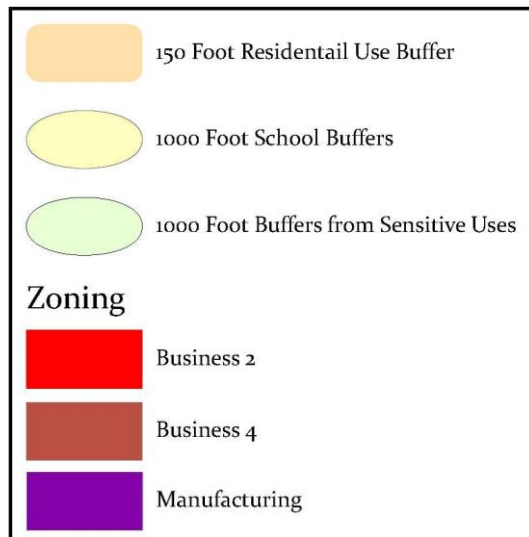 150 Foot Residentail Use Buffer
1000 Foot School Buffers
1000 Foot Buffers from Sensitive Uses
Zoning
Business 2
Business 4
Manufacturing